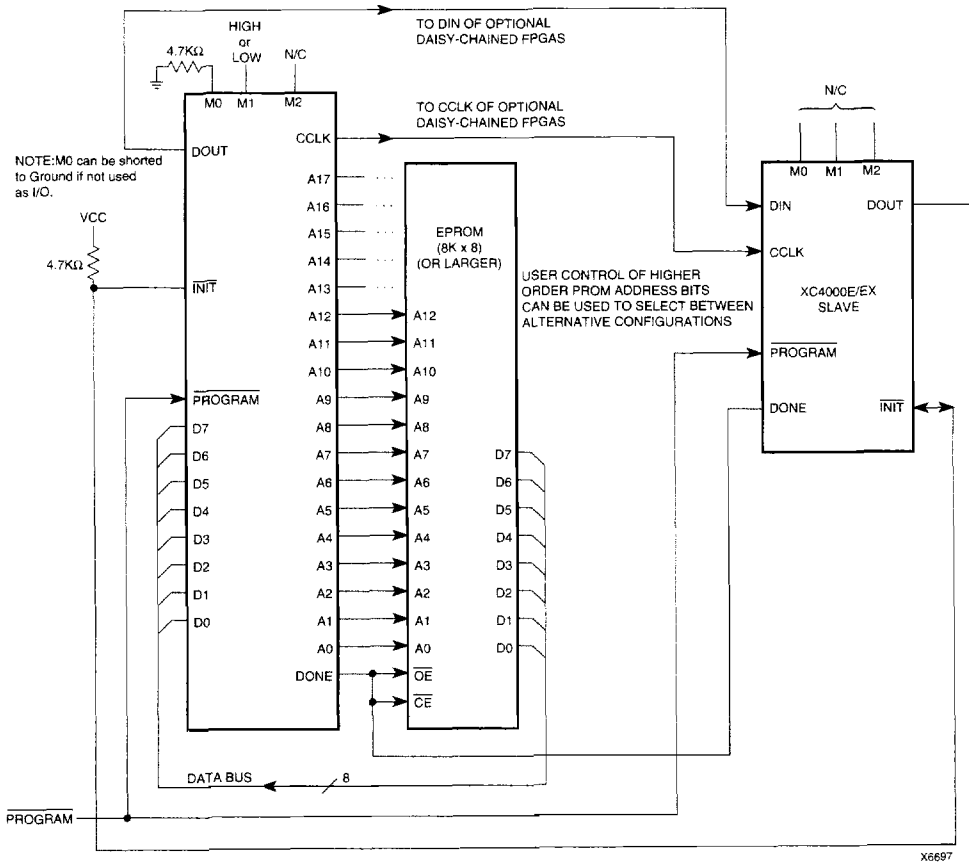 TO DIN OF OPTIONAL
DAISY-CHAINED FPGAS
HIGH
or
LOW
4.7KΩ
N/C
M0
M1
M2
N/C
TO CCLK OF OPTIONAL
DAISY-CHAINED FPGAS
DOUT
CCLK
NOTE:M0 can be shorted
to Ground if not used
as I/O.
VCC
4.7KΩ
INIT
PROGRAM
D7
D6
D5
D4
D3
D2
D1
D0
A17
A16
A15
A14
A13
A12
A11
A10
A9
A8
A7
A6
A5
A4
A3
A2
A1
A0
DONE
EPROM
(8K x 8)
(OR LARGER)
A12
A11
A10
A9
A8
A7
A6
A5
A4
A3
A2
A1
A0
OE
CE
D7
D6
D5
D4
D3
D2
D1
D0
USER CONTROL OF HIGHER
ORDER PROM ADDRESS BITS
CAN BE USED TO SELECT BETWEEN
ALTERNATIVE CONFIGURATIONS
M0
M1
M2
DIN
DOUT
CCLK
XC4000E/EX
SLAVE
PROGRAM
DONE
INIT
DATA BUS
8
PROGRAM
X6697